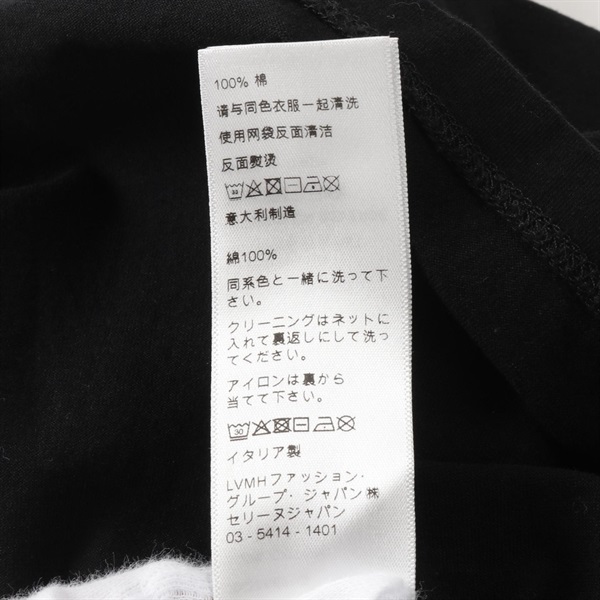 100% 棉
请与同色衣服一起清洗
使用网袋反面清洁
反面熨烫
意大利制造
綿100%
同系色と一緒に洗って下
さい。
クリーニングはネットに
入れて裏返しにして洗っ
てください。
アイロンは裏から
当てて下さい。
30
イタリア製
LVMHファッション・
グループ・ジャパン㈱
セリーヌジャパン
03 - 5414 - 1401